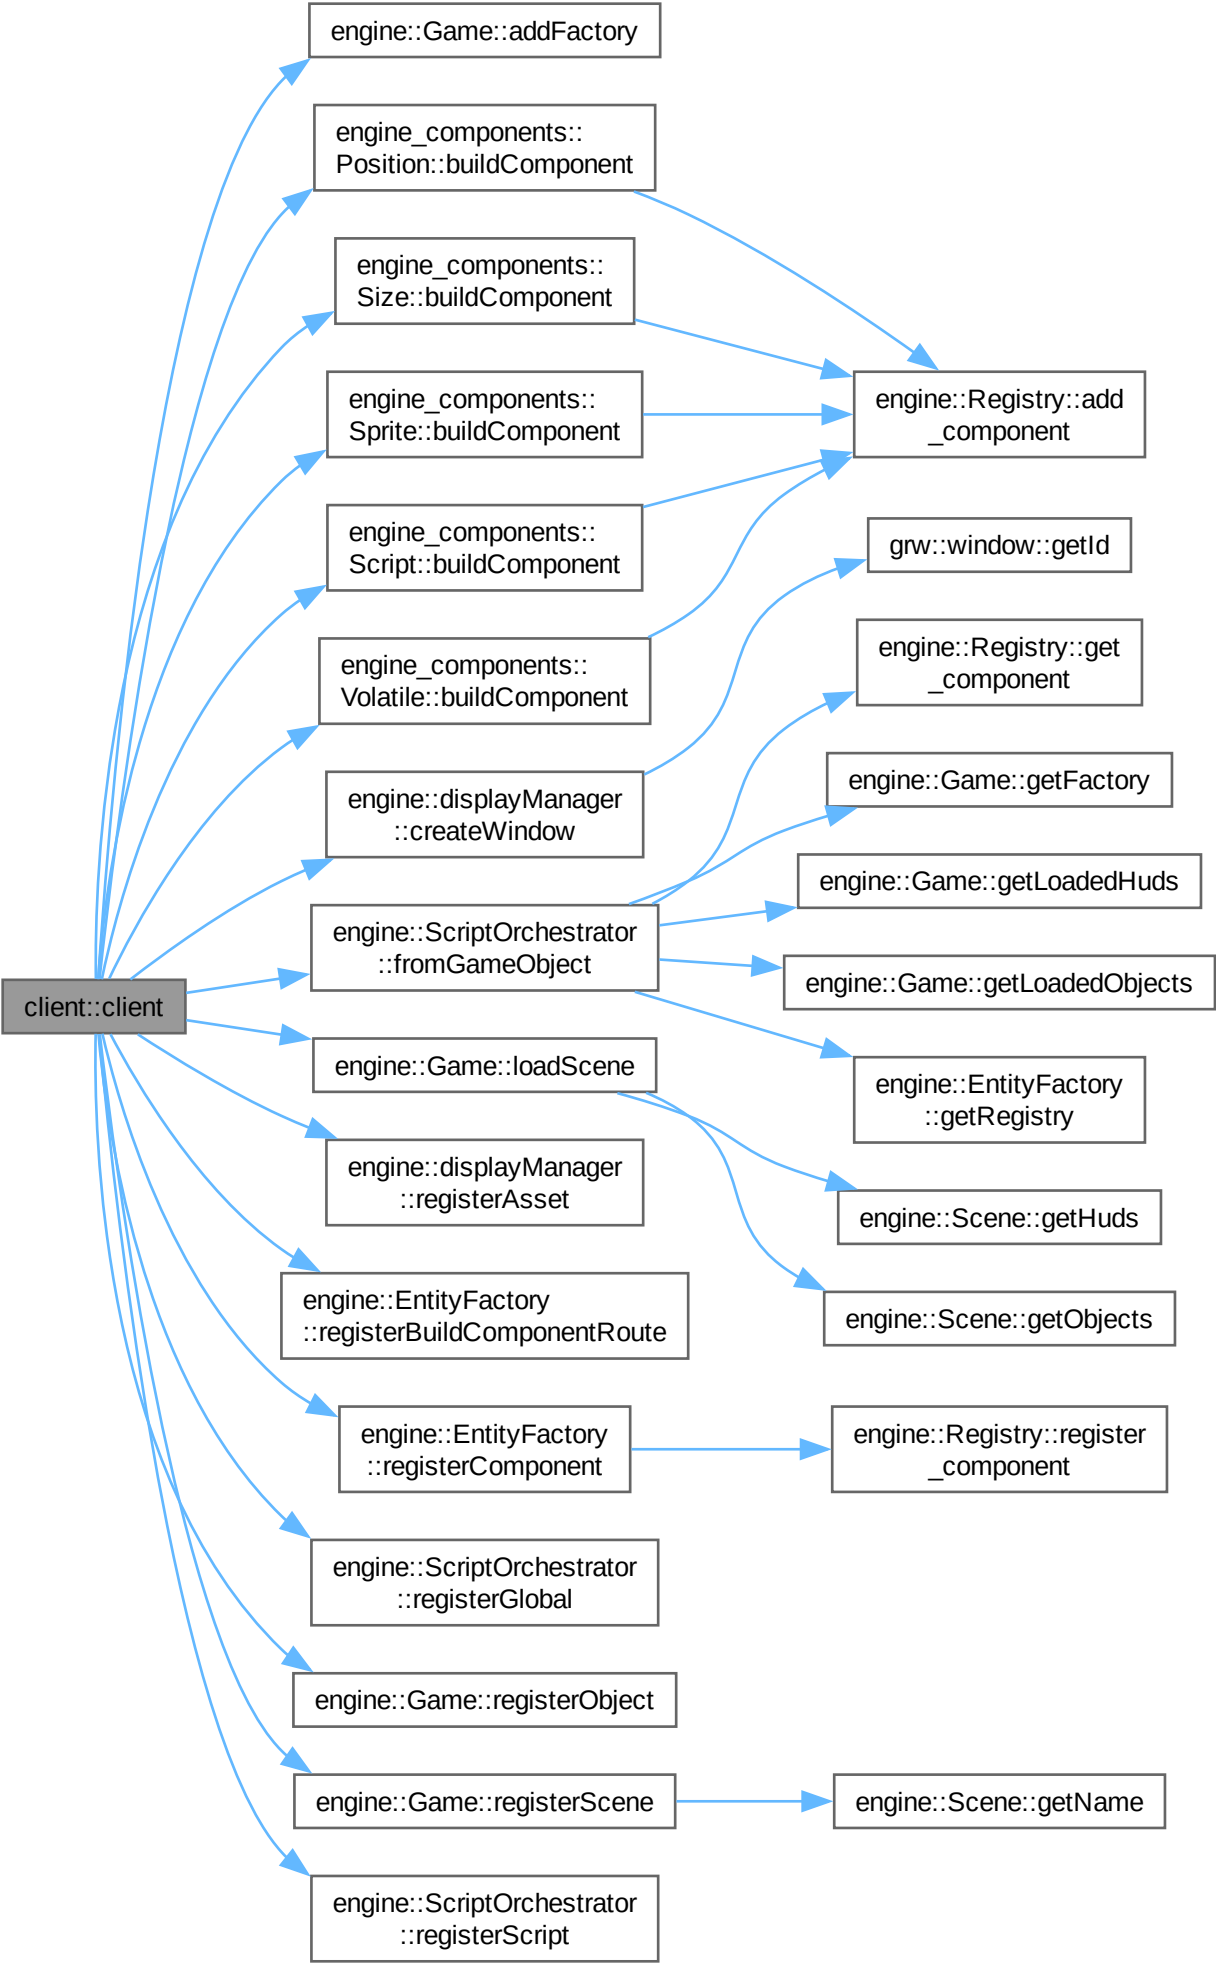 engine::Game::addFactory
engine_components::
Position::buildComponent
engine_components::
Size::buildComponent
engine_components::
Sprite::buildComponent
engine::Registry::add
_component
engine_components::
Script::buildComponent
grw::window::getId
engine_components::
Volatile::buildComponent
engine::Registry::get
_component
engine::displayManager
::createWindow
engine::Game::getFactory
engine::Game::getLoadedHuds
engine::ScriptOrchestrator
::fromGameObject
engine::Game::getLoadedObjects
client::client
engine::Game::loadScene
engine::EntityFactory
::getRegistry
engine::displayManager
::registerAsset
engine::Scene::getHuds
engine::EntityFactory
::registerBuildComponentRoute
engine::Scene::getObjects
engine::EntityFactory
::registerComponent
engine::Registry::register
_component
engine::ScriptOrchestrator
::registerGlobal
engine::Game::registerObject
engine::Game::registerScene
engine::Scene::getName
engine::ScriptOrchestrator
::registerScript